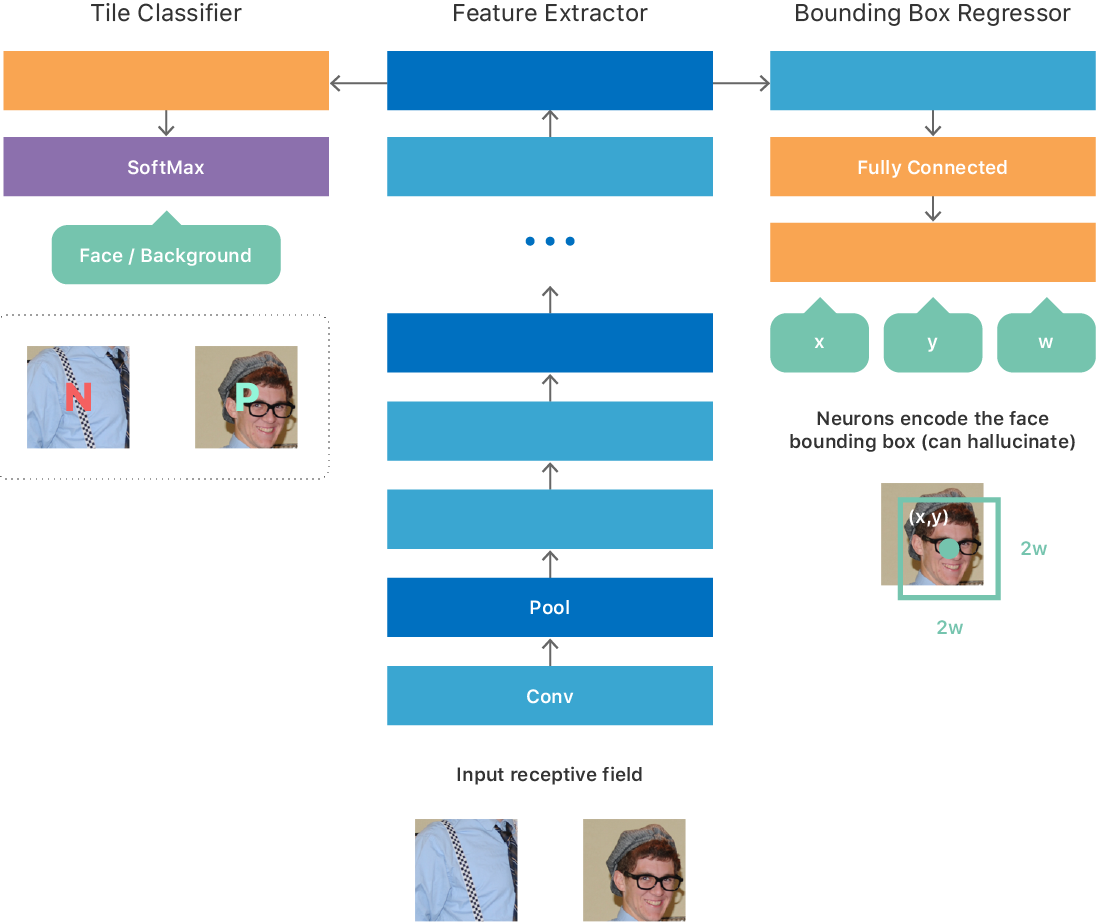 Tile Classifier
Feature Extractor
Bounding Box Regressor
SoftMax
Fully Connected
Face / Background
x
y
w
N
P
Neurons encode the face
bounding box (can hallucinate)
(x,y)
2w
2w
Pool
Conv
Input receptive field